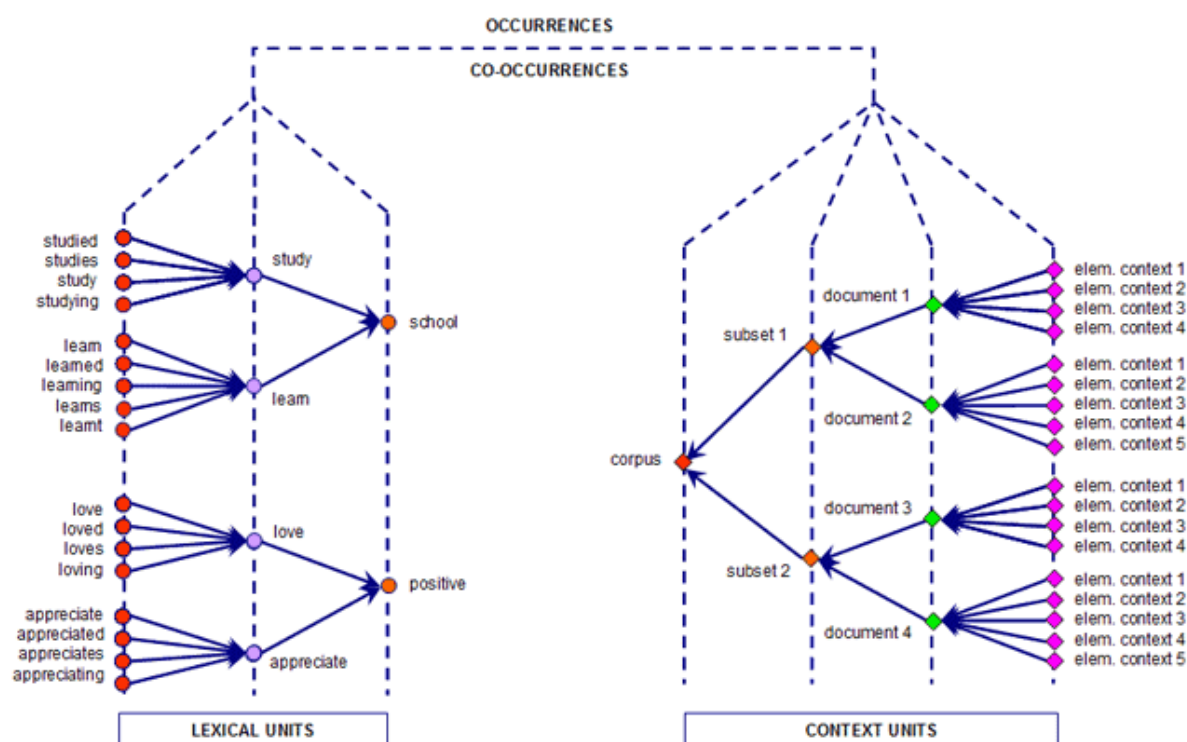 OCCURRENCES
CO-OCCURRENCES
studied
studies
study
studying
study
school
learn
learned
learning
learns
learnt
learn
love
loved
loves
loving
love
positive
appreciate
appreciated
appreciates
appreciating
appreciate
LEXICAL UNITS
corpus
subset 1
subset 2
document 1
document 2
document 3
document 4
elem. context 1
elem. context 2
elem. context 3
elem. context 4
elem. context 1
elem. context 2
elem. context 3
elem. context 4
elem. context 5
elem. context 1
elem. context 2
elem. context 3
elem. context 4
elem. context 1
elem. context 2
elem. context 3
elem. context 4
elem. context 5
CONTEXT UNITS